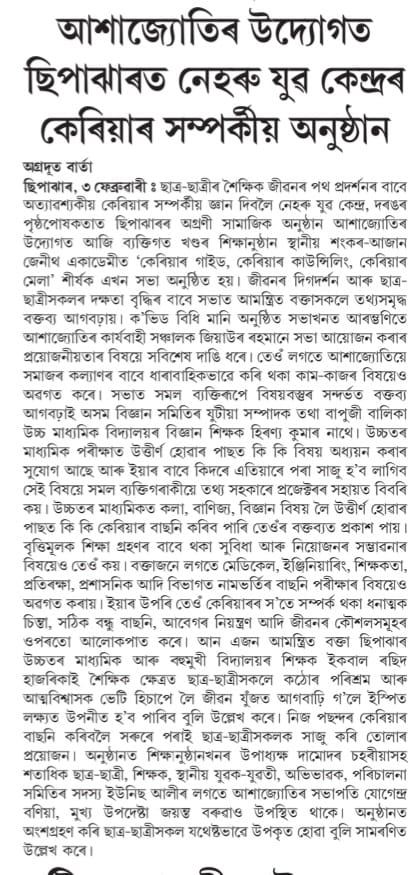 আশাজ্যোতিৰ উদ্যোগত
ছিপাঝাৰত নেহৰু যুৱ কেন্দ্ৰৰ
কেৰিয়াৰ সম্পৰ্কীয় অনুষ্ঠান
অগ্ৰদূত বাৰ্তা
ছিপাঝাৰ, ৩ ফেব্ৰুৱাৰী : ছাত্ৰ-ছাত্ৰীৰ শৈক্ষিক জীৱনৰ পথ প্ৰদৰ্শনৰ বাবে
অত্যাৱশ্যকীয় কেৰিয়াৰ সম্পৰ্কীয় জ্ঞান দিবলৈ নেহৰু যুৱ কেন্দ্ৰ, দৰঙৰ
পৃষ্ঠপোষকতাত ছিপাঝাৰৰ অগ্ৰণী সামাজিক অনুষ্ঠান আশাজ্যোতিৰ
উদ্যোগত আজি ব্যক্তিগত খণ্ডৰ শিক্ষানুষ্ঠান স্থানীয় শংকৰ-আজান
জেনীথ একাডেমীত ‘কেৰিয়াৰ গাইড, কেৰিয়াৰ কাউন্সিলিং, কেৰিয়াৰ
মেলা’ শীৰ্ষক এখন সভা অনুষ্ঠিত হয়। জীৱনৰ দিগদৰ্শন আৰু ছাত্ৰ-
ছাত্ৰীসকলৰ দক্ষতা বৃদ্ধিৰ বাবে সভাত আমন্ত্ৰিত বক্তাসকলে তথ্যসমৃদ্ধ
বক্তব্য আগবঢ়ায়। ক’ভিড বিধি মানি অনুষ্ঠিত সভাখনত আৰম্ভণিতে
আশাজ্যোতিৰ কাৰ্যবাহী সঞ্চালক জিয়াউৰ ৰহমানে সভা আয়োজন কৰাৰ
প্ৰয়োজনীয়তাৰ বিষয়ে সবিশেষ দাঙি ধৰে। তেওঁ লগতে আশাজ্যোতিয়ে
সমাজৰ কল্যাণৰ বাবে ধাৰাবাহিকভাৱে কৰি থকা কাম-কাজৰ বিষয়েও
অৱগত কৰে। সভাত সমল ব্যক্তিৰূপে বিষয়বস্তুৰ সন্দৰ্ভত বক্তব্য
আগবঢ়াই অসম বিজ্ঞান সমিতিৰ যুটীয়া সম্পাদক তথা বাপুজী বালিকা
উচ্চ মাধ্যমিক বিদ্যালয়ৰ বিজ্ঞান শিক্ষক হিৰণ্য কুমাৰ নাথে। উচ্চতৰ
মাধ্যমিক পৰীক্ষাত উত্তীৰ্ণ হোৱাৰ পাছত কি কি বিষয় অধ্যয়ন কৰাৰ
সুযোগ আছে আৰু ইয়াৰ বাবে কিদৰে এতিয়াৰে পৰা সাজু হ’ব লাগিব
সেই বিষয়ে সমল ব্যক্তিগৰাকীয়ে তথ্য সহকাৰে প্ৰজেক্টৰৰ সহায়ত বিবৰি
কয়। উচ্চতৰ মাধ্যমিকত কলা, বাণিজ্য, বিজ্ঞান বিষয় লৈ উত্তীৰ্ণ হোৱাৰ
পাছত কি কি কেৰিয়াৰ বাছনি কৰিব পাৰি তেওঁৰ বক্তব্যত প্ৰকাশ পায়।
বৃত্তিমূলক শিক্ষা গ্ৰহণৰ বাবে থকা সুবিধা আৰু নিয়োজনৰ সম্ভাৱনাৰ
বিষয়েও তেওঁ কয়। বক্তাজনে লগতে মেডিকেল, ইঞ্জিনিয়াৰিং, শিক্ষকতা,
প্ৰতিৰক্ষা, প্ৰশাসনিক আদি বিভাগত নামভৰ্তিৰ বাছনি পৰীক্ষাৰ বিষয়েও
অৱগত কৰায়। ইয়াৰ উপৰি তেওঁ কেৰিয়াৰৰ স’তে সম্পৰ্ক থকা ধনাত্মক
চিন্তা, সঠিক বন্ধু বাছনি, আৱেগৰ নিয়ন্ত্ৰণ আদি জীৱনৰ কৌশলসমূহৰ
ওপৰতো আলোকপাত কৰে। আন এজন আমন্ত্ৰিত বক্তা ছিপাঝাৰ
উচ্চতৰ মাধ্যমিক আৰু বহুমুখী বিদ্যালয়ৰ শিক্ষক ইকবাল ৰছিদ
হাজৰিকাই শৈক্ষিক ক্ষেত্ৰত ছাত্ৰ-ছাত্ৰীসকলে কঠোৰ পৰিশ্ৰম আৰু
আত্মবিশ্বাসক ভেটি হিচাপে লৈ জীৱন যুঁজত আগবাঢ়ি গ’লে ইপ্সিত
লক্ষ্যত উপনীত হ’ব পাৰিব বুলি উল্লেখ কৰে। নিজ পছন্দৰ কেৰিয়াৰ
বাছনি কৰিবলৈ সৰুৰে পৰাই ছাত্ৰ-ছাত্ৰীসকলক সাজু কৰি তোলাৰ
প্ৰয়োজন। অনুষ্ঠানত শিক্ষানুষ্ঠানখনৰ উপাধ্যক্ষ দামোদৰ চহৰীয়াসহ
শতাধিক ছাত্ৰ-ছাত্ৰী, শিক্ষক, স্থানীয় যুৱক-যুৱতী, অভিভাৱক, পৰিচালনা
সমিতিৰ সদস্য ইউনিছ আলীৰ লগতে আশাজ্যোতিৰ সভাপতি যোগেন্দ্ৰ
বণিয়া, মুখ্য উপদেষ্টা জয়ন্ত বৰুৱাও উপস্থিত থাকে। অনুষ্ঠানত
অংশগ্ৰহণ কৰি ছাত্ৰ-ছাত্ৰীসকল যথেষ্টভাৱে উপকৃত হোৱা বুলি সামৰণিত
উল্লেখ কৰে।